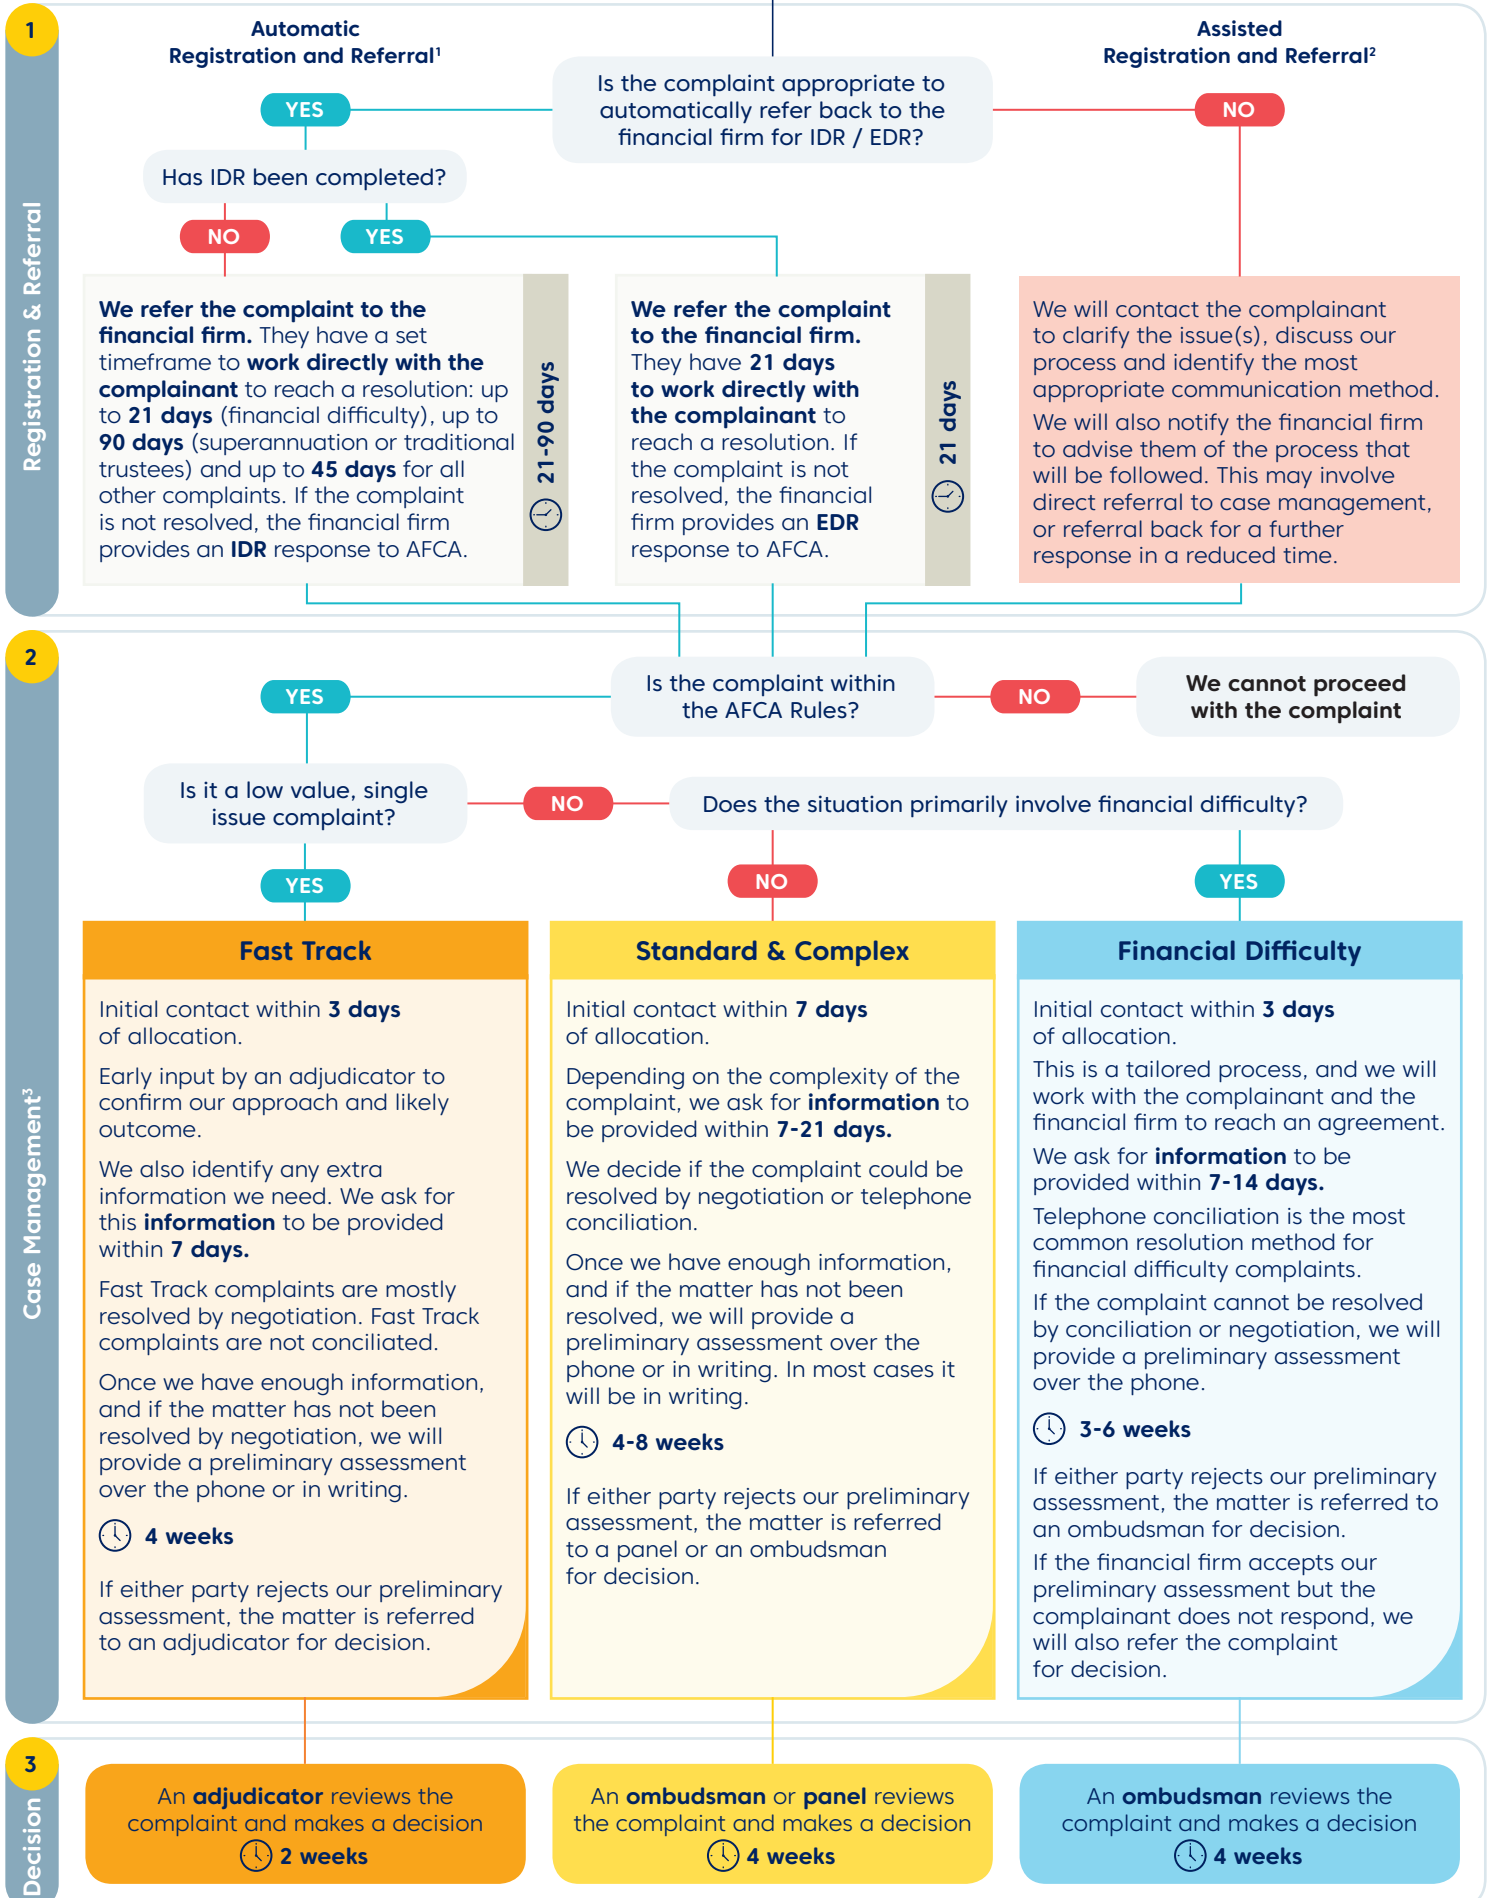 1
Registration & Referral
Automatic
Registration and Referral¹
Assisted
Registration and Referral²
Is the complaint appropriate to
automatically refer back to the
financial firm for IDR / EDR?
YES
NO
Has IDR been completed?
NO
YES
We refer the complaint to the
financial firm. They have a set
timeframe to work directly with the
complainant to reach a resolution: up
to 21 days (financial difficulty), up to
90 days (superannuation or traditional
trustees) and up to 45 days for all
other complaints. If the complaint
is not resolved, the financial firm
provides an IDR response to AFCA.
21-90 days
We refer the complaint
to the financial firm.
They have 21 days
to work directly with
the complainant to
reach a resolution. If
the complaint is not
resolved, the financial
firm provides an EDR
response to AFCA.
21 days
We will contact the complainant
to clarify the issue(s), discuss our
process and identify the most
appropriate communication method.
We will also notify the financial firm
to advise them of the process that
will be followed. This may involve
direct referral to case management,
or referral back for a further
response in a reduced time.
2
Case Management³
Is the complaint within
the AFCA Rules?
YES
NO
We cannot proceed
with the complaint
Is it a low value, single
issue complaint?
NO
Does the situation primarily involve financial difficulty?
YES
NO
YES
Fast Track
Initial contact within 3 days
of allocation.
Early input by an adjudicator to
confirm our approach and likely
outcome.
We also identify any extra
information we need. We ask for
this information to be provided
within 7 days.
Fast Track complaints are mostly
resolved by negotiation. Fast Track
complaints are not conciliated.
Once we have enough information,
and if the matter has not been
resolved by negotiation, we will
provide a preliminary assessment
over the phone or in writing.
4 weeks
If either party rejects our preliminary
assessment, the matter is referred
to an adjudicator for decision.
Standard & Complex
Initial contact within 7 days
of allocation.
Depending on the complexity of the
complaint, we ask for information to
be provided within 7-21 days.
We decide if the complaint could be
resolved by negotiation or telephone
conciliation.
Once we have enough information,
and if the matter has not been
resolved, we will provide a
preliminary assessment over the
phone or in writing. In most cases it
will be in writing.
4-8 weeks
If either party rejects our preliminary
assessment, the matter is referred
to a panel or an ombudsman
for decision.
Financial Difficulty
Initial contact within 3 days
of allocation.
This is a tailored process, and we will
work with the complainant and the
financial firm to reach an agreement.
We ask for information to be
provided within 7-14 days.
Telephone conciliation is the most
common resolution method for
financial difficulty complaints.
If the complaint cannot be resolved
by conciliation or negotiation, we will
provide a preliminary assessment
over the phone.
3-6 weeks
If either party rejects our preliminary
assessment, the matter is referred to
an ombudsman for decision.
If the financial firm accepts our
preliminary assessment but the
complainant does not respond, we
will also refer the complaint
for decision.
3
Decision
An adjudicator reviews the
complaint and makes a decision
2 weeks
An ombudsman or panel reviews
the complaint and makes a decision
4 weeks
An ombudsman reviews the
complaint and makes a decision
4 weeks